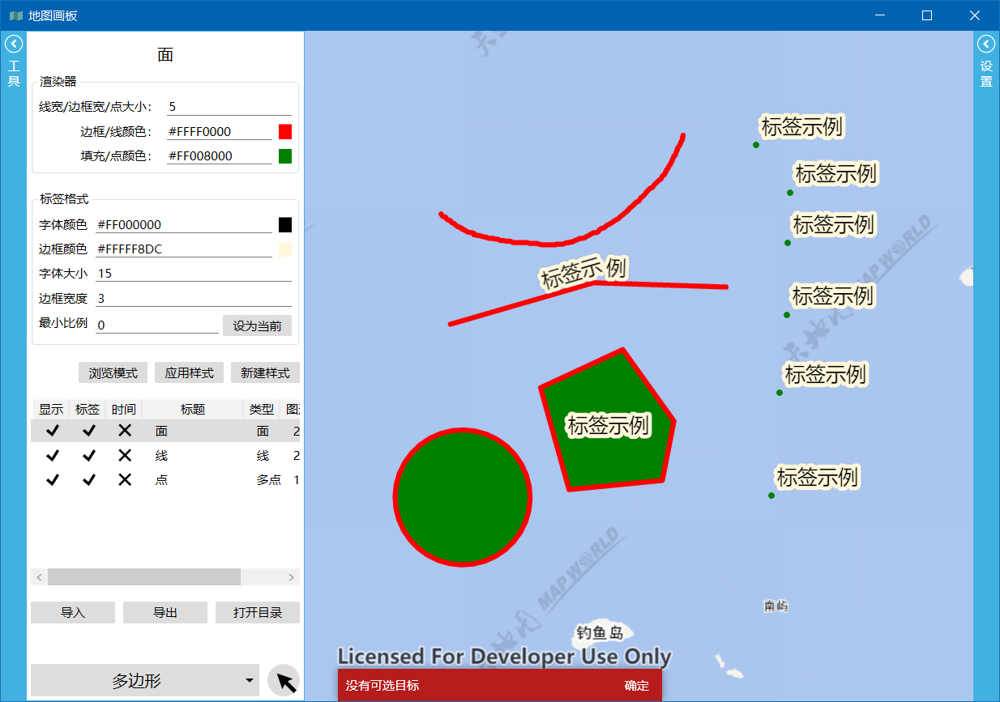 地图画板
工具
面
渲染器
线宽/边框宽/点大小： 5
边框/线颜色： #FFFF0000
填充/点颜色： #FF008000
标签格式
字体颜色 #FF000000
边框颜色 #FFFFF8DC
字体大小 15
边框宽度 3
最小比例 0 设为当前
浏览模式 应用样式 新建样式
显示 标签 时间 标题 类型
面 面 2
线 线 2
点 多点 1
导入 导出 打开目录
多边形
标签示例
标签示例
标签示例
标签示例
标签示例
标签示例
标签示例
标签示例
天地图 MAPWORLD
天地图 MAPWORLD
南屿
钓鱼岛
Licensed For Developer Use Only
没有可选目标 确定
设置